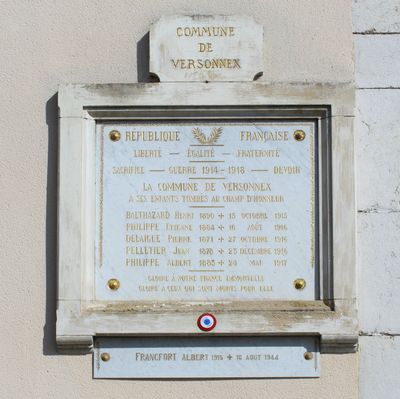 COMMUNE
DE
VERSONNEX
RÉPUBLIQUE FRANÇAISE
LIBERTÉ — ÉGALITÉ — FRATERNITÉ
SACRIFICE — GUERRE 1914-1918 — DEVOIR
LA COMMUNE DE VERSONNEX
A SES ENFANTS TOMBÉS AU CHAMP D'HONNEUR
BALTHAZARD HENRI 1890 + 15 OCTOBRE 1915
PHILIPPE ÉTIENNE 1884 + 16 AOÛT 1916
DELAIGUE PIERRE 1871 + 27 OCTOBRE 1916
PELLETIER JEAN 1878 + 25 DÉCEMBRE 1916
PHILIPPE ALBERT 1885 + 24 MAI 1917
GLOIRE A NOTRE FRANCE IMMORTELLE
GLOIRE A CEUX QUI SONT MORTS POUR ELLE
FRANCFORT ALBERT 1915 + 16 AOUT 1944